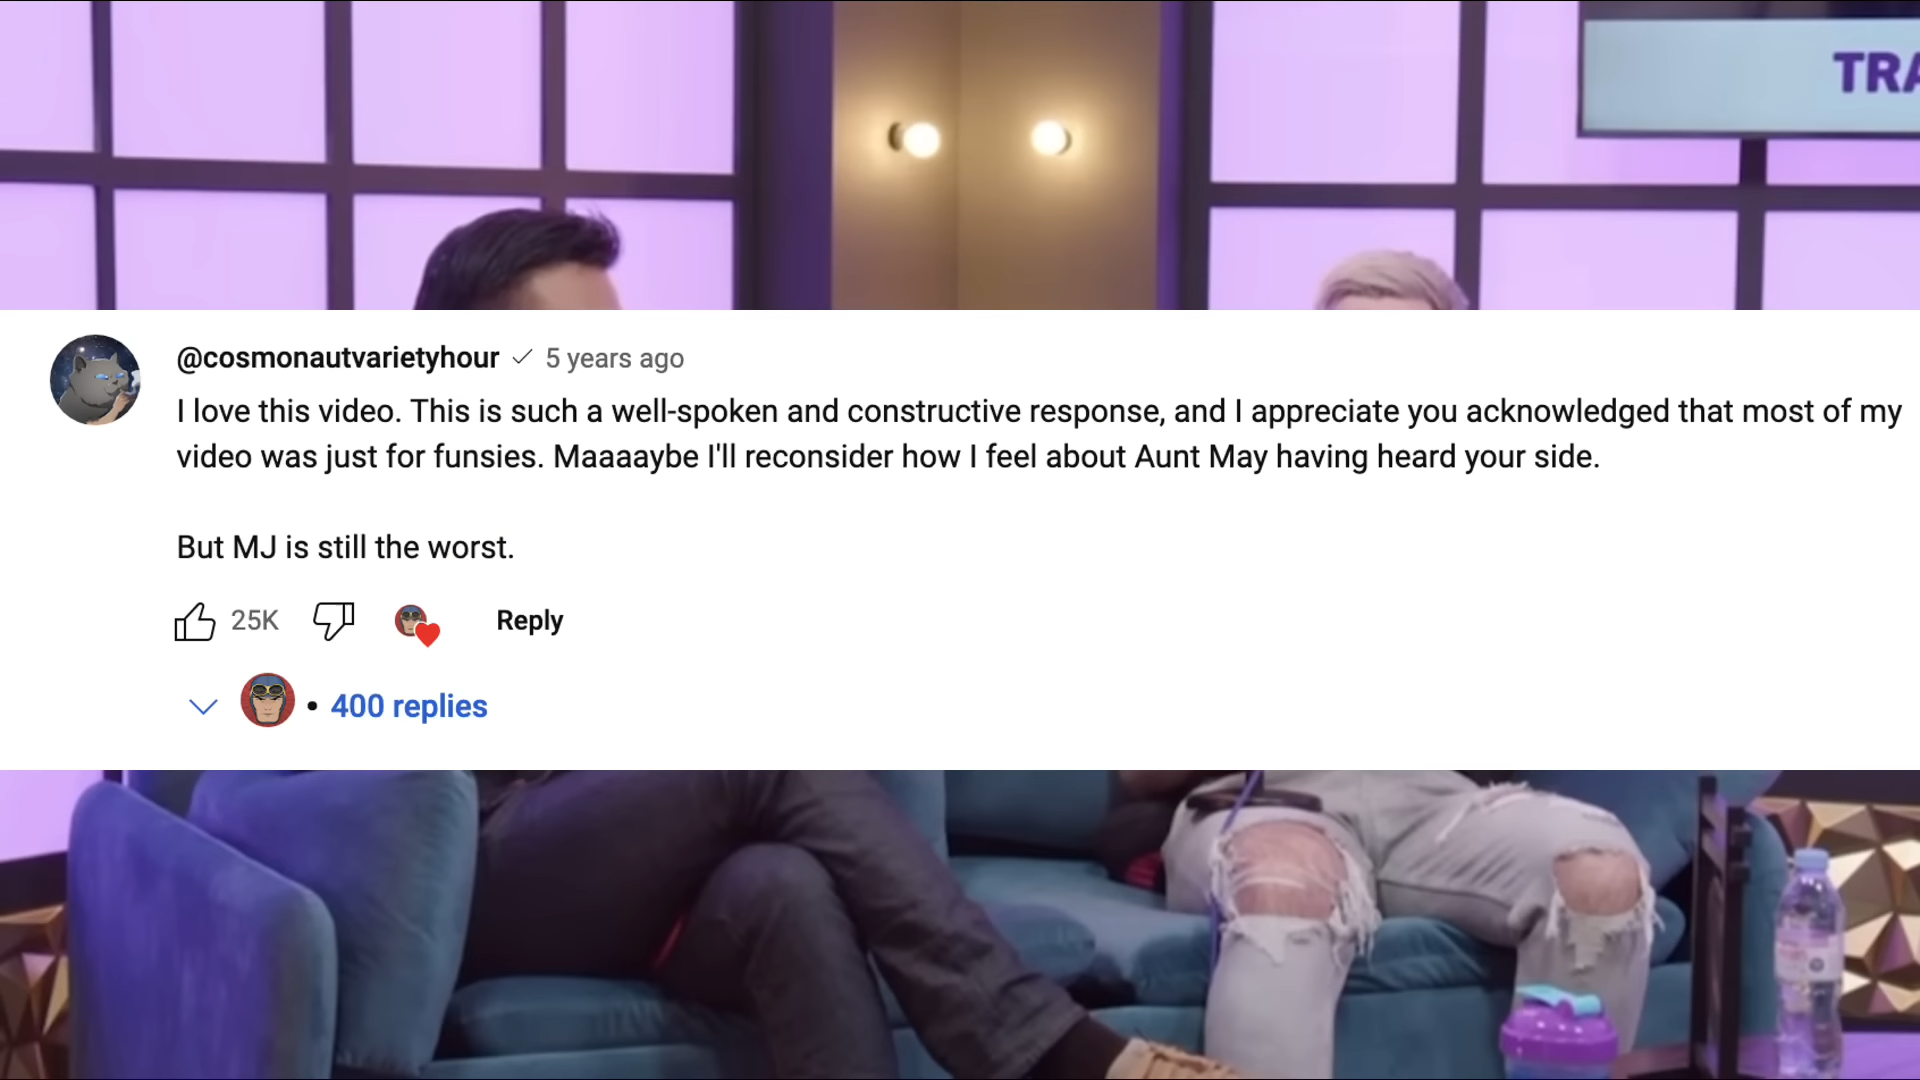 TRA
@cosmonautvarietyhour 5 years ago
I love this video. This is such a well-spoken and constructive response, and I appreciate you acknowledged that most of my
video was just for funsies. Maaaaybe I'll reconsider how I feel about Aunt May having heard your side.
But MJ is still the worst.
25K Reply
• 400 replies